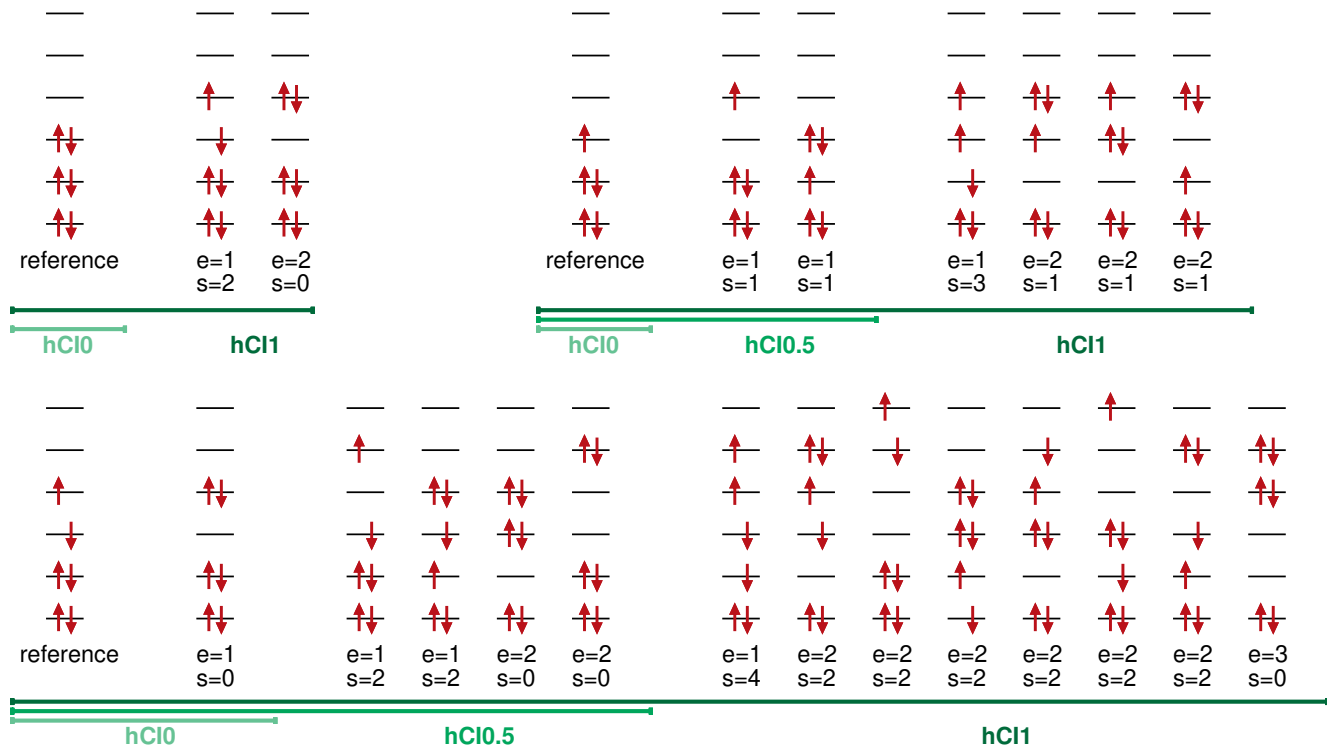 reference e=1 e=2 reference e=1 e=1 e=1 e=2 e=2 e=2
s=2 s=0 s=1 s=1 s=3 s=1 s=1 s=1
hCI0 hCI1 hCI0 hCI0.5 hCI1
reference e=1 e=1 e=1 e=2 e=2 e=1 e=2 e=2 e=2 e=2 e=2 e=2 e=3
s=0 s=2 s=2 s=0 s=0 s=4 s=2 s=2 s=2 s=2 s=2 s=2 s=0
hCI0 hCI0.5 hCI1